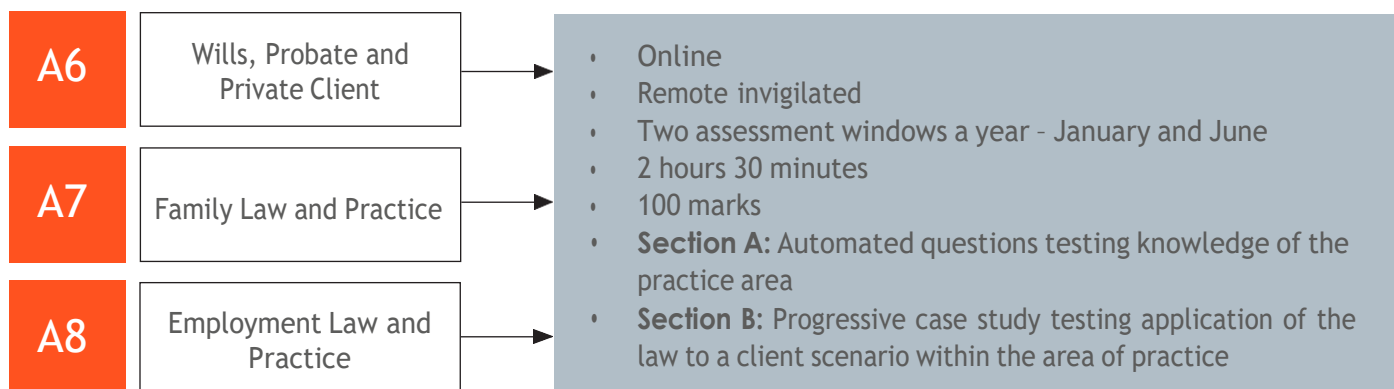 A6
Wills, Probate and
Private Client
A7
Family Law and Practice
A8
Employment Law and
Practice
• Online
• Remote invigilated
• Two assessment windows a year – January and June
• 2 hours 30 minutes
• 100 marks
• Section A: Automated questions testing knowledge of the
practice area
• Section B: Progressive case study testing application of the
law to a client scenario within the area of practice